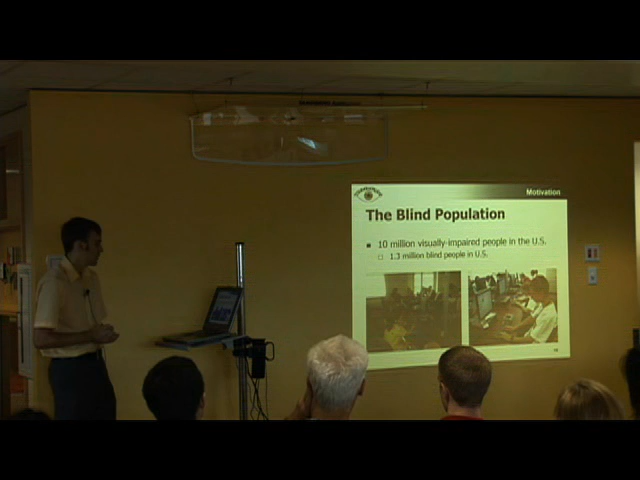 Motivation
The Blind Population
10 million visually-impaired people in the U.S.
1.3 million blind people in U.S.